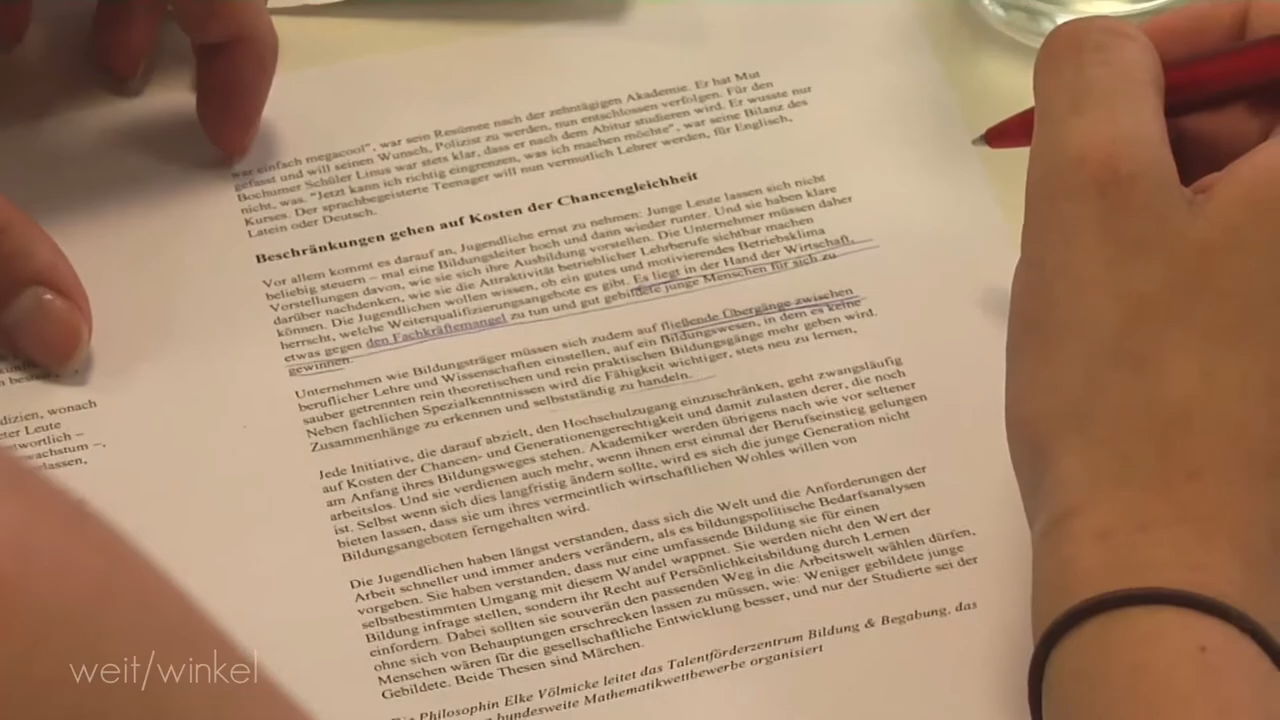 war einfach megacool", war sein Resümee nach der zehntägigen Akademie. Er hat Mut
gefasst und will seinen Wunsch, Polizist zu werden, nun entschlossen verfolgen. Für den
Bochumer Schüler Linus war stets klar, dass er nach dem Abitur studieren wird. Er wusste nur
nicht, was. "Jetzt kann ich richtig eingrenzen, was ich machen möchte", war seine Bilanz des
Kurses. Der sprachbegeisterte Teenager will nun vermutlich Lehrer werden, für Englisch,
Latein oder Deutsch.
Beschränkungen gehen auf Kosten der Chancengleichheit
Vor allem kommt es darauf an, Jugendliche ernst zu nehmen: Junge Leute lassen sich nicht
beliebig steuern – mal eine Bildungsleiter hoch und dann wieder runter. Und sie haben klare
Vorstellungen davon, wie sie sich ihre Ausbildung vorstellen. Die Unternehmer müssen daher
darüber nachdenken, wie sie die Attraktivität betrieblicher Lehrberufe sichtbar machen
können. Die Jugendlichen wollen wissen, ob ein gutes und motivierendes Betriebsklima
herrscht, welche Weiterqualifizierungsangebote es gibt. Es liegt in der Hand der Wirtschaft,
etwas gegen den Fachkräftemangel zu tun und gut gebildete junge Menschen für sich zu
gewinnen.
Unternehmen wie Bildungsträger müssen sich zudem auf fließende Übergänge zwischen
beruflicher Lehre und Wissenschaften einstellen, auf ein Bildungswesen, in dem es keine
sauber getrennten rein theoretischen und rein praktischen Bildungsgänge mehr geben wird.
Neben fachlichen Spezialkenntnissen wird die Fähigkeit wichtiger, stets neu zu lernen,
Zusammenhänge zu erkennen und selbstständig zu handeln.
Jede Initiative, die darauf abzielt, den Hochschulzugang einzuschränken, geht zwangsläufig
auf Kosten der Chancen- und Generationengerechtigkeit und damit zulasten derer, die noch
am Anfang ihres Bildungsweges stehen. Akademiker werden übrigens nach wie vor seltener
arbeitslos. Und sie verdienen auch mehr, wenn ihnen erst einmal der Berufseinstieg gelungen
ist. Selbst wenn sich dies langfristig ändern sollte, wird es sich die junge Generation nicht
bieten lassen, dass sie um ihres vermeintlich wirtschaftlichen Wohles willen von
Bildungsangeboten ferngehalten wird.
Die Jugendlichen haben längst verstanden, dass sich die Welt und die Anforderungen der
Arbeit schneller und immer anders verändern, als es bildungspolitische Bedarfsanalysen
vorgeben. Sie haben verstanden, dass nur eine umfassende Bildung sie für einen
selbstbestimmten Umgang mit diesem Wandel wappnet. Sie werden nicht den Wert der
Bildung infrage stellen, sondern ihr Recht auf Persönlichkeitsbildung durch Lernen
einfordern. Dabei sollten sie souverän den passenden Weg in die Arbeitswelt wählen dürfen,
ohne sich von Behauptungen erschrecken lassen zu müssen, wie: Weniger gebildete junge
Menschen wären für die gesellschaftliche Entwicklung besser, und nur der Studierte sei der
Gebildete. Beide Thesen sind Märchen.
Philosophin Elke Völmicke leitet das Talentförderzentrum Bildung & Begabung, das
bundesweite Mathematikwettbewerbe organisiert
dizien, wonach
Leute
wortlich –
wachstum –,
lassen,
weit/winkel